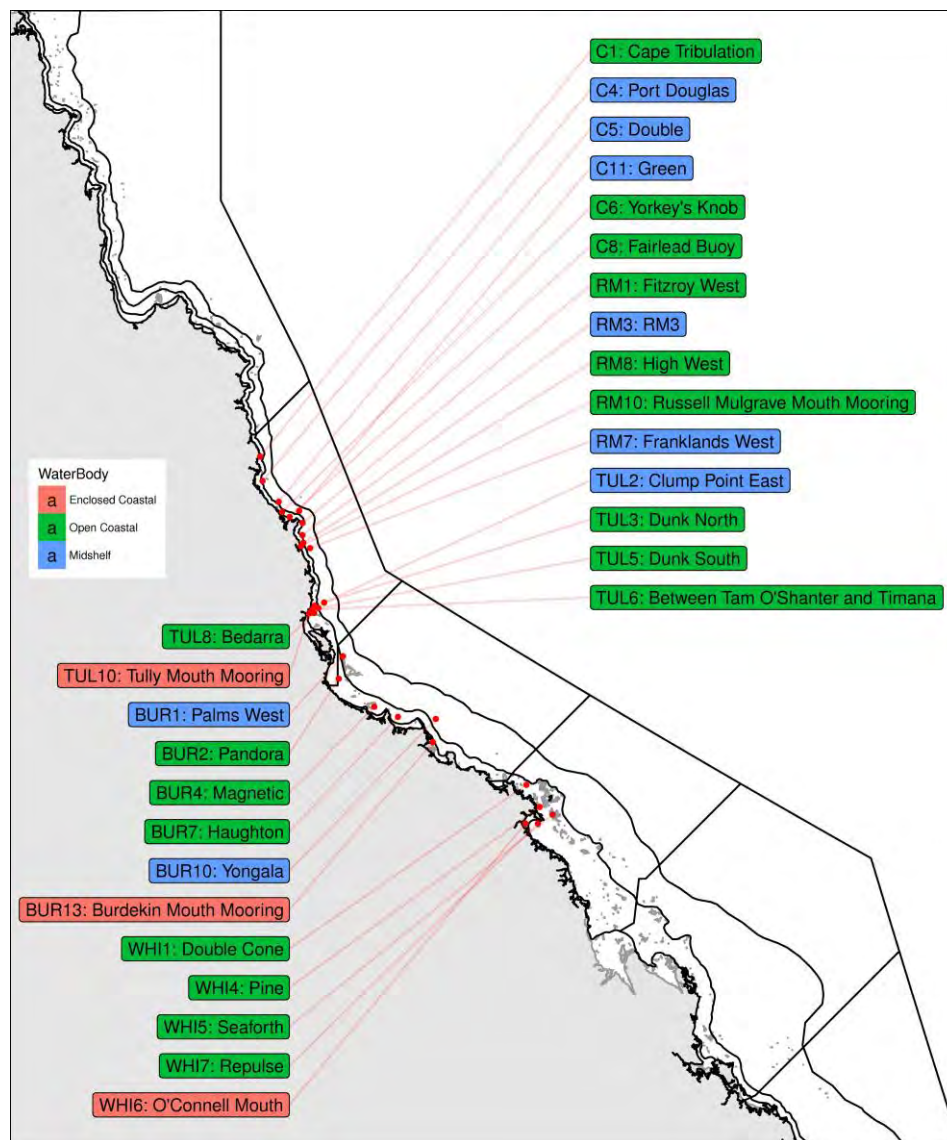 C1: Cape Tribulation
C4: Port Douglas
C5: Double
C11: Green
C6: Yorkey's Knob
C8: Fairlead Buoy
RM1: Fitzroy West
RM3: RM3
RM8: High West
RM10: Russell Mulgrave Mouth Mooring
RM7: Franklands West
TUL2: Clump Point East
TUL3: Dunk North
TUL5: Dunk South
TUL6: Between Tam O'Shanter and Timana
WaterBody
a Enclosed Coastal
a Open Coastal
a Midshelf
TUL8: Bedarra
TUL10: Tully Mouth Mooring
BUR1: Palms West
BUR2: Pandora
BUR4: Magnetic
BUR7: Haughton
BUR10: Yongala
BUR13: Burdekin Mouth Mooring
WHI1: Double Cone
WHI4: Pine
WHI5: Seaforth
WHI7: Repulse
WHI6: O'Connell Mouth